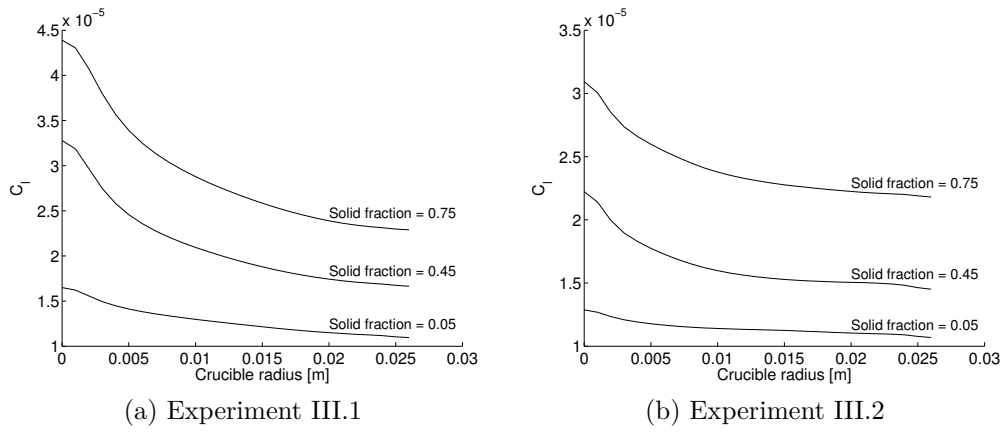 x 10⁻⁵
4.5
4
3.5
3
2.5
2
1.5
1
0 0.005 0.01 0.015 0.02 0.025 0.03
Crucible radius [m]
C_l
Solid fraction = 0.75
Solid fraction = 0.45
Solid fraction = 0.05
(a) Experiment III.1
x 10⁻⁵
3.5
3
2.5
2
1.5
1
0 0.005 0.01 0.015 0.02 0.025 0.03
Crucible radius [m]
C_l
Solid fraction = 0.75
Solid fraction = 0.45
Solid fraction = 0.05
(b) Experiment III.2